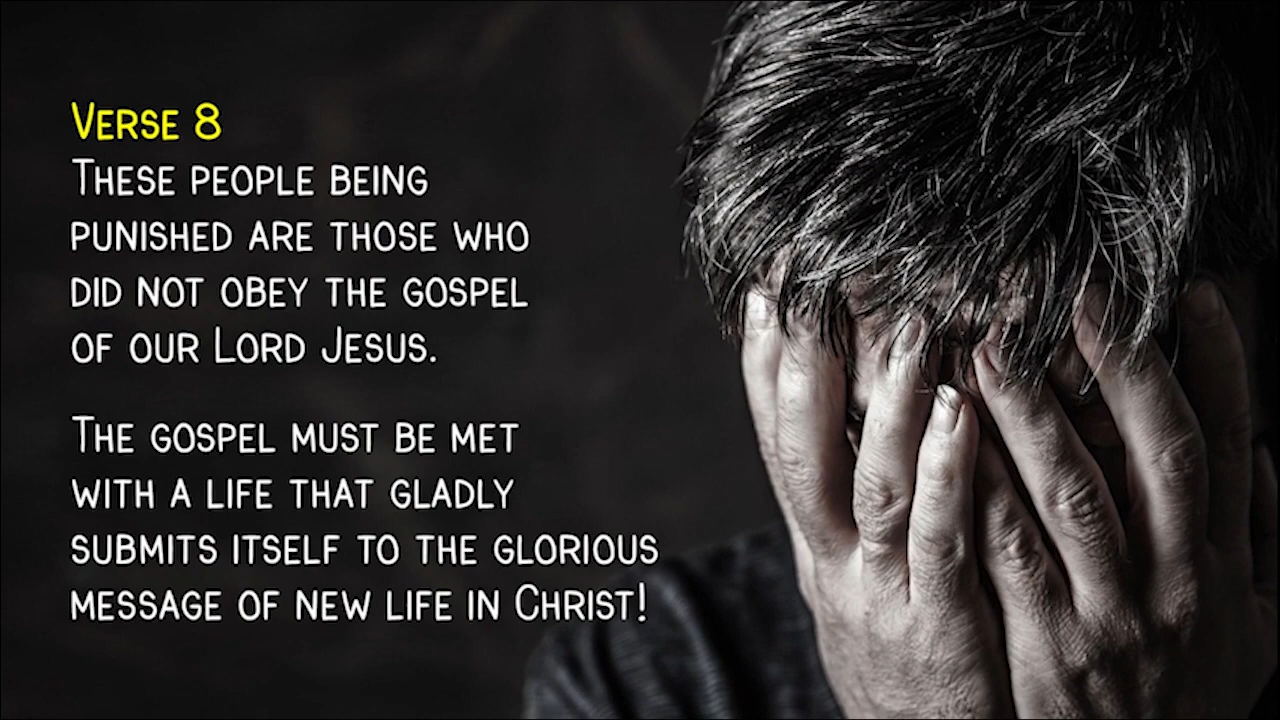 Verse 8
These people being
punished are those who
did not obey the gospel
of our Lord Jesus.
The gospel must be met
with a life that gladly
submits itself to the glorious
message of new life in Christ!